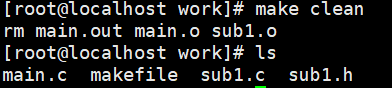 [root@localhost work]# make clean
rm main.out main.o sub1.o
[root@localhost work]# ls
main.c  makefile  sub1.c  sub1.h